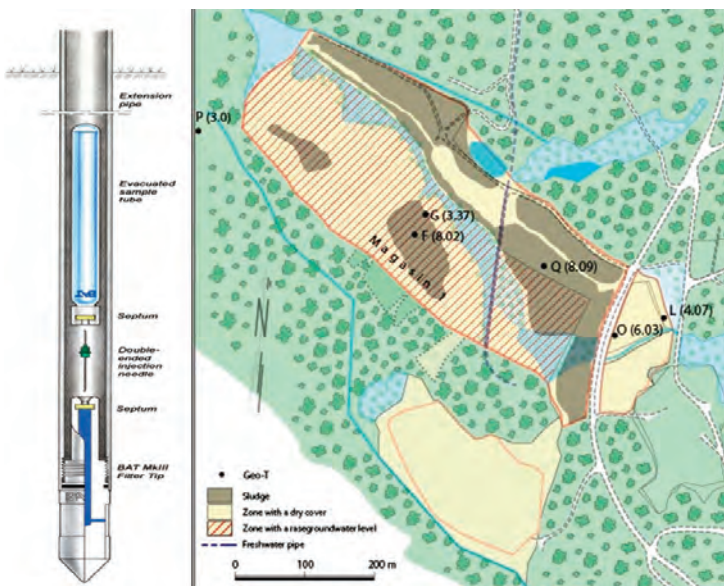 Extension pipe
Evacuated
sample
tube
Septum
Double-
ended
injection
needle
Septum
BAT MkIII
Filter Tip
P (3.0)
G (3.37)
F (8.02)
Magasin 1
Q (8.09)
L (4.07)
O (6.03)
N
Geo-T
Sludge
Zone with a dry cover
Zone with a rasegroundwater level
Freshwater pipe
0 100 200 m